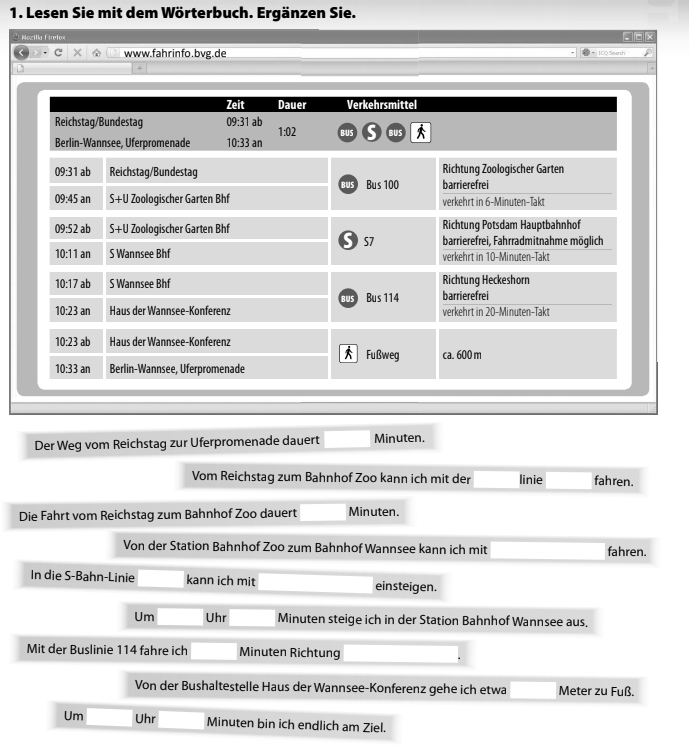 1. Lesen Sie mit dem Wörterbuch. Ergänzen Sie.
Mozilla Firefox
www.fahrinfo.bvg.de
ICQ Search
Zeit Dauer Verkehrsmittel
Reichstag/Bundestag 09:31 ab
1:02 BUS S BUS
Berlin-Wannsee, Uferpromenade 10:33 an
09:31 ab Reichstag/Bundestag
09:45 an S+U Zoologischer Garten Bhf
BUS Bus 100
Richtung Zoologischer Garten
barrierefrei
verkehrt in 6-Minuten-Takt
09:52 ab S+U Zoologischer Garten Bhf
10:11 an S Wannsee Bhf
S S7
Richtung Potsdam Hauptbahnhof
barrierefrei, Fahrradmitnahme möglich
verkehrt in 10-Minuten-Takt
10:17 ab S Wannsee Bhf
10:23 an Haus der Wannsee-Konferenz
BUS Bus 114
Richtung Heckeshorn
barrierefrei
verkehrt in 20-Minuten-Takt
10:23 ab Haus der Wannsee-Konferenz
10:33 an Berlin-Wannsee, Uferpromenade
Fußweg
ca. 600 m
Der Weg vom Reichstag zur Uferpromenade dauert Minuten.
Vom Reichstag zum Bahnhof Zoo kann ich mit der linie fahren.
Die Fahrt vom Reichstag zum Bahnhof Zoo dauert Minuten.
Von der Station Bahnhof Zoo zum Bahnhof Wannsee kann ich mit fahren.
In die S-Bahn-Linie kann ich mit einsteigen.
Um Uhr Minuten steige ich in der Station Bahnhof Wannsee aus.
Mit der Buslinie 114 fahre ich Minuten Richtung .
Von der Bushaltestelle Haus der Wannsee-Konferenz gehe ich etwa Meter zu Fuß.
Um Uhr Minuten bin ich endlich am Ziel.